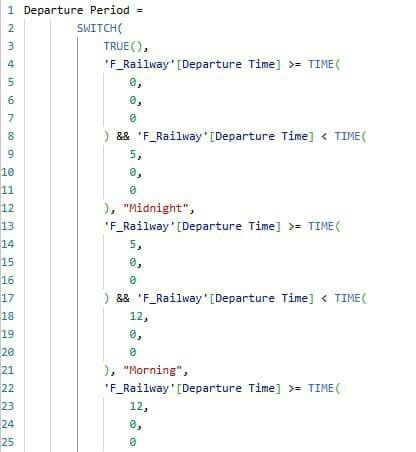 1 Departure Period =
2 SWITCH(
3 TRUE(),
4 'F_Railway'[Departure Time] >= TIME(
5 0,
6 0,
7 0
8 ) && 'F_Railway'[Departure Time] < TIME(
9 5,
10 0,
11 0
12 ), "Midnight",
13 'F_Railway'[Departure Time] >= TIME(
14 5,
15 0,
16 0
17 ) && 'F_Railway'[Departure Time] < TIME(
18 12,
19 0,
20 0
21 ), "Morning",
22 'F_Railway'[Departure Time] >= TIME(
23 12,
24 0,
25 0